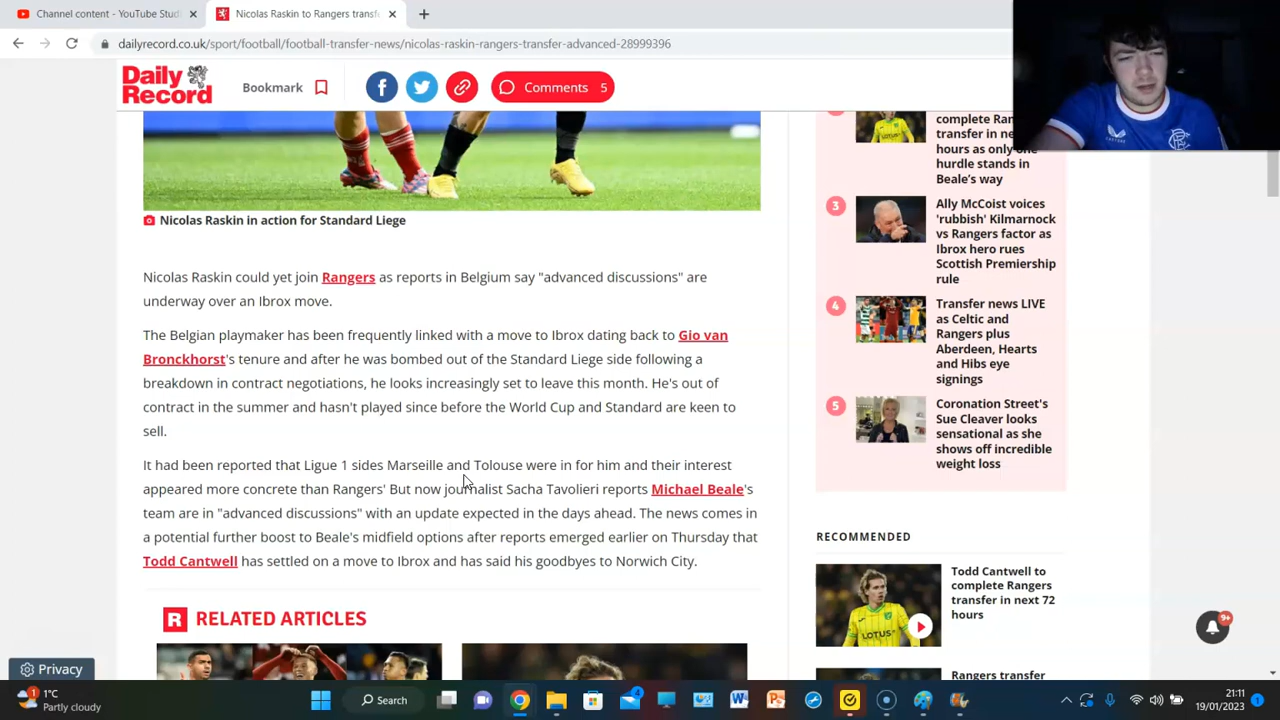 Channel content - YouTube Stud
Nicolas Raskin to Rangers transfe
dailyrecord.co.uk/sport/football/football-transfer-news/nicolas-raskin-rangers-transfer-advanced-28999396
Daily
Record
Bookmark
Comments 5
Nicolas Raskin in action for Standard Liege
Nicolas Raskin could yet join Rangers as reports in Belgium say "advanced discussions" are
underway over an Ibrox move.
The Belgian playmaker has been frequently linked with a move to Ibrox dating back to Gio van
Bronckhorst's tenure and after he was bombed out of the Standard Liege side following a
breakdown in contract negotiations, he looks increasingly set to leave this month. He's out of
contract in the summer and hasn't played since before the World Cup and Standard are keen to
sell.
It had been reported that Ligue 1 sides Marseille and Tolouse were in for him and their interest
appeared more concrete than Rangers' But now journalist Sacha Tavolieri reports Michael Beale's
team are in "advanced discussions" with an update expected in the days ahead. The news comes in
a potential further boost to Beale's midfield options after reports emerged earlier on Thursday that
Todd Cantwell has settled on a move to Ibrox and has said his goodbyes to Norwich City.
R RELATED ARTICLES
complete Ran
transfer in ne
hours as only one
hurdle stands in
Beale's way
3
Ally McCoist voices
'rubbish' Kilmarnock
vs Rangers factor as
Ibrox hero rues
Scottish Premiership
rule
4
Transfer news LIVE
as Celtic and
Rangers plus
Aberdeen, Hearts
and Hibs eye
signings
5
Coronation Street's
Sue Cleaver looks
sensational as she
shows off incredible
weight loss
RECOMMENDED
LOTUS
Todd Cantwell to
complete Rangers
transfer in next 72
hours
Rangers transfer
9+
Privacy
1
1°C
Partly cloudy
Search
4
21:11
19/01/2023
1